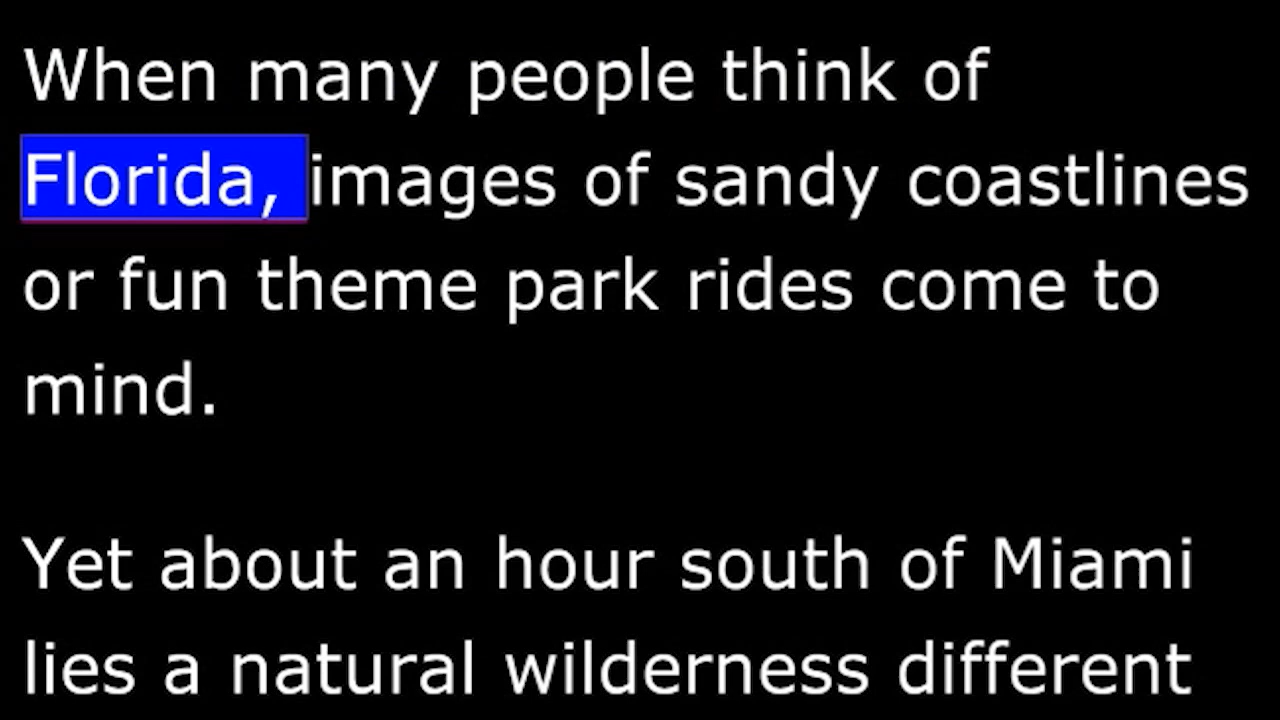 When many people think of
Florida, images of sandy coastlines
or fun theme park rides come to
mind.
Yet about an hour south of Miami
lies a natural wilderness different